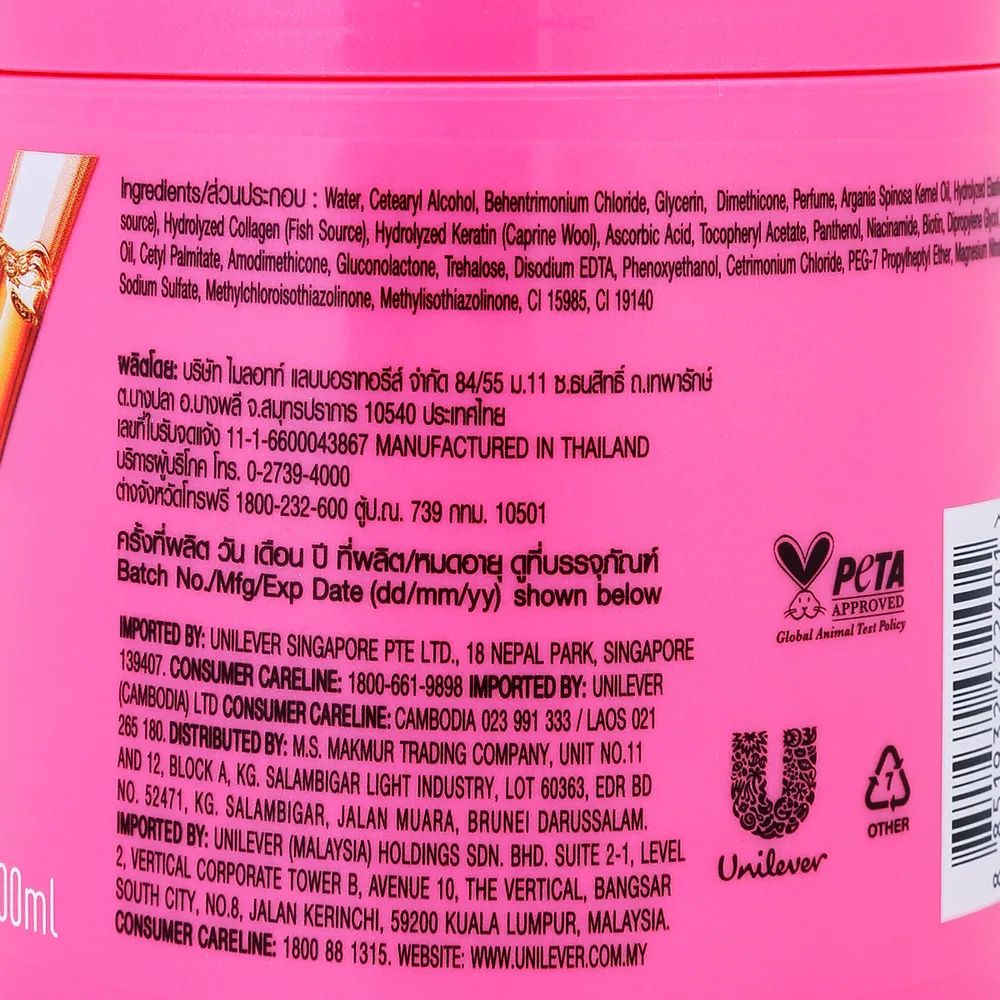 Ingredients/ส่วนประกอบ : Water, Cetearyl Alcohol, Behentrimonium Chloride, Glycerin, Dimethicone, Perfume, Argania Spinosa Kernel Oil, Hydrolyzed
source), Hydrolyzed Collagen (Fish Source), Hydrolyzed Keratin (Caprine Wool), Ascorbic Acid, Tocopheryl Acetate, Panthenol, Niacinamide, Biotin, Dipropylene
Oil, Cetyl Palmitate, Amodimethicone, Gluconolactone, Trehalose, Disodium EDTA, Phenoxyethanol, Cetrimonium Chloride, PEG-7 Propylheptyl Ether, Magnesium
Sodium Sulfate, Methylchloroisothiazolinone, Methylisothiazolinone, CI 15985, CI 19140
ผลิตโดย: บริษัท ไมลอทท์ แลบบอราทอรีส์ จำกัด 84/55 ม.11 ซ.ธนสิทธิ์ ถ.เทพารักษ์
ต.บางปลา อ.บางพลี จ.สมุทรปราการ 10540 ประเทศไทย
เลขที่ใบรับจดแจ้ง 11-1-6600043867 MANUFACTURED IN THAILAND
บริการผู้บริโภค โทร. 0-2739-4000
ต่างจังหวัดโทรฟรี 1800-232-600 ตู้ป.ณ. 739 กทม. 10501
ครั้งที่ผลิต วัน เดือน ปี ที่ผลิต/หมดอายุ ดูที่บรรจุภัณฑ์
Batch No./Mfg/Exp Date (dd/mm/yy) shown below
PETA
APPROVED
Global Animal Test Policy
IMPORTED BY: UNILEVER SINGAPORE PTE LTD., 18 NEPAL PARK, SINGAPORE
139407. CONSUMER CARELINE: 1800-661-9898 IMPORTED BY: UNILEVER
(CAMBODIA) LTD CONSUMER CARELINE: CAMBODIA 023 991 333 / LAOS 021
265 180. DISTRIBUTED BY: M.S. MAKMUR TRADING COMPANY, UNIT NO.11
AND 12, BLOCK A, KG. SALAMBIGAR LIGHT INDUSTRY, LOT 60363, EDR BD
NO. 52471, KG. SALAMBIGAR, JALAN MUARA, BRUNEI DARUSSALAM.
IMPORTED BY: UNILEVER (MALAYSIA) HOLDINGS SDN. BHD. SUITE 2-1, LEVEL
2, VERTICAL CORPORATE TOWER B, AVENUE 10, THE VERTICAL, BANGSAR
SOUTH CITY, NO.8, JALAN KERINCHI, 59200 KUALA LUMPUR, MALAYSIA.
CONSUMER CARELINE: 1800 88 1315. WEBSITE: WWW.UNILEVER.COM.MY
Unilever
7
OTHER
00ml